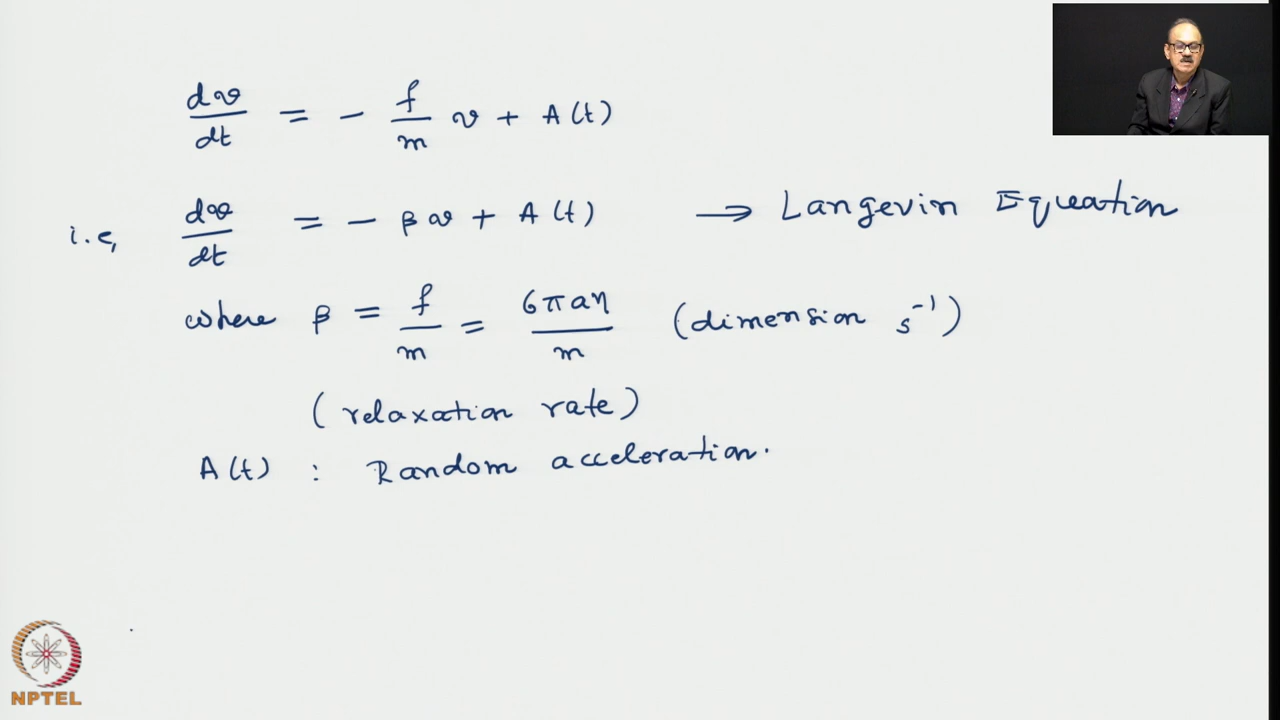 dv/dt = - f/m v + A(t)
i.e, dv/dt = - βv + A(t) → Langevin Equation
where β = f/m = 6πaη/m (dimension s⁻¹)
(relaxation rate)
A(t) : Random acceleration.
NPTEL